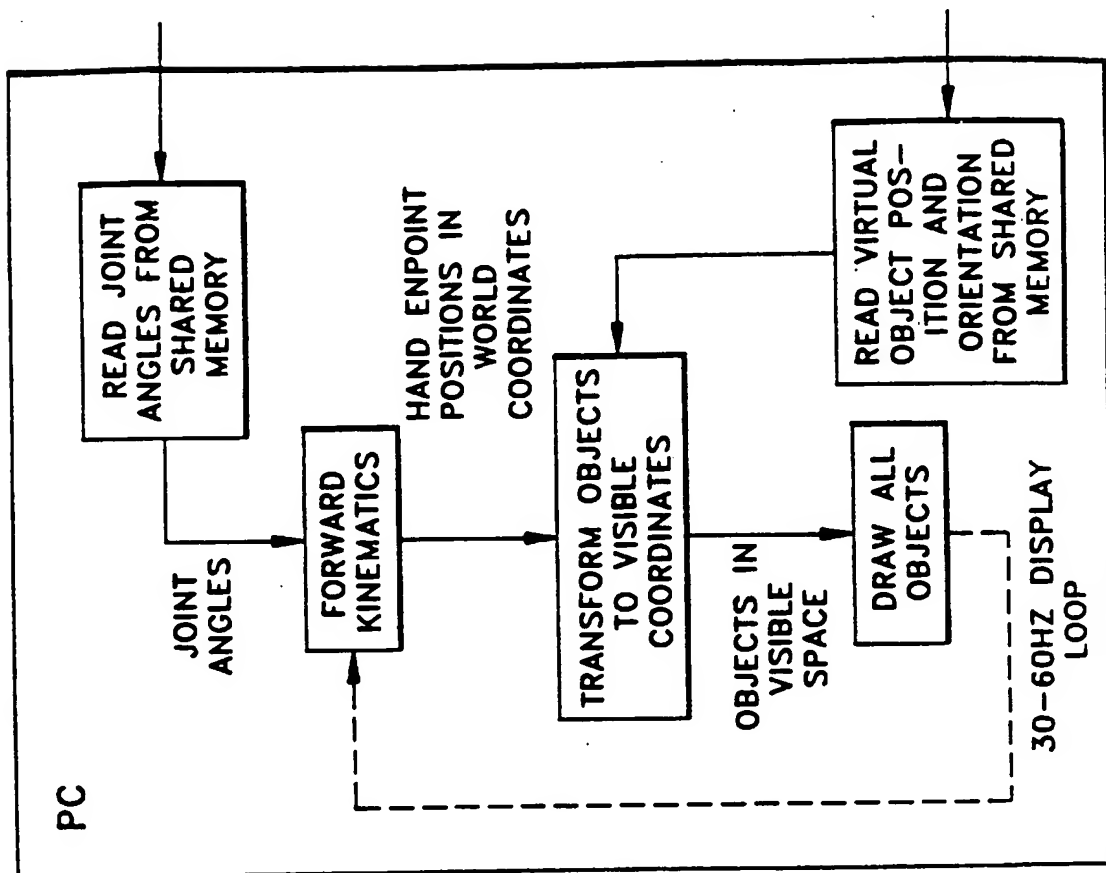 PC
READ JOINT
ANGLES FROM
SHARED
MEMORY
JOINT
ANGLES
FORWARD
KINEMATICS
HAND ENPOINT
POSITIONS IN
WORLD
COORDINATES
TRANSFORM OBJECTS
TO VISIBLE
COORDINATES
READ VIRTUAL
OBJECT POS–
ITION AND
ORIENTATION
FROM SHARED
MEMORY
OBJECTS IN
VISIBLE
SPACE
DRAW ALL
OBJECTS
30–60HZ DISPLAY
LOOP